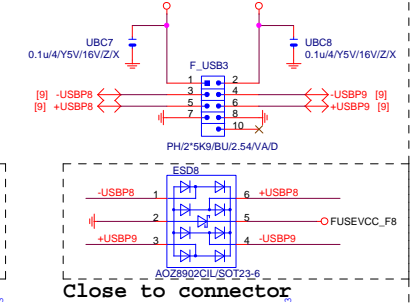 UBC7
0.1u/4/Y5V/16V/Z/X
UBC8
0.1u/4/Y5V/16V/Z/X
F_USB3
1 2
[9] -USBP8 3 4 -USBP9 [9]
[9] +USBP8 5 6 +USBP9 [9]
7 8
10
PH/2*5K9/BU/2.54/VA/D
ESD8
-USBP8 1 6 +USBP8
2 5 FUSEVCC_F8
+USBP9 3 4 -USBP9
AOZ8902CIL/SOT23-6
Close to connector